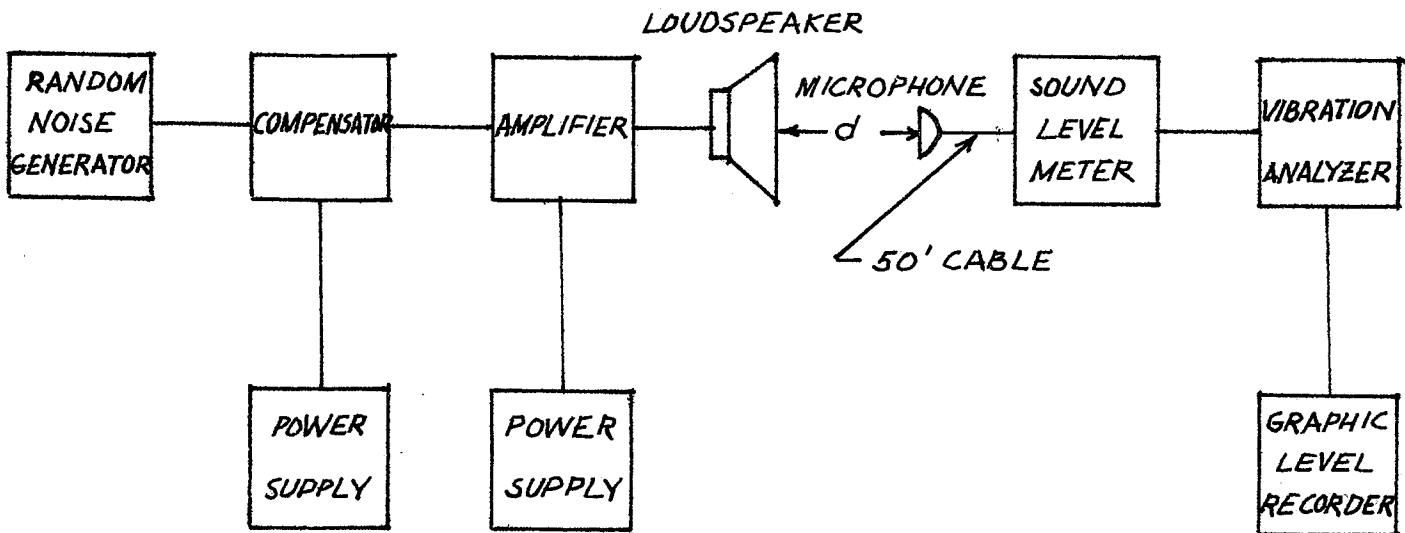 LOUDSPEAKER
RANDOM
NOISE
GENERATOR
COMPENSATOR
AMPLIFIER
d
MICROPHONE
SOUND
LEVEL
METER
VIBRATION
ANALYZER
50' CABLE
POWER
SUPPLY
POWER
SUPPLY
GRAPHIC
LEVEL
RECORDER